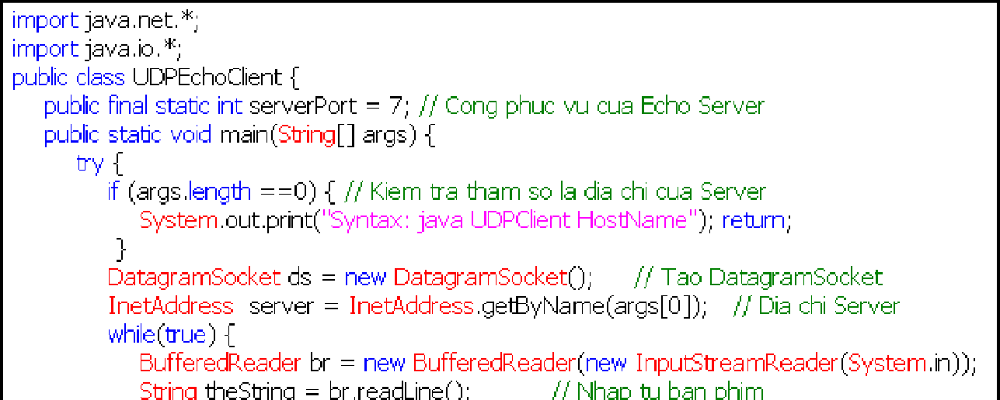 import java.net.*;
import java.io.*;
public class UDPEchoClient {
public final static int serverPort = 7; // Cong phuc vu cua Echo Server
public static void main(String[] args) {
try {
if (args.length ==0) { // Kiem tra tham so la dia chi cua Server
System.out.print("Syntax: java UDPClient HostName"); return;
}
DatagramSocket ds = new DatagramSocket(); // Tao DatagramSocket
InetAddress server = InetAddress.getByName(args[0]); // Dia chi Server
while(true) {
BufferedReader br = new BufferedReader(new InputStreamReader(System.in));
String theString = br.readLine(); // Nhap tu ban phim